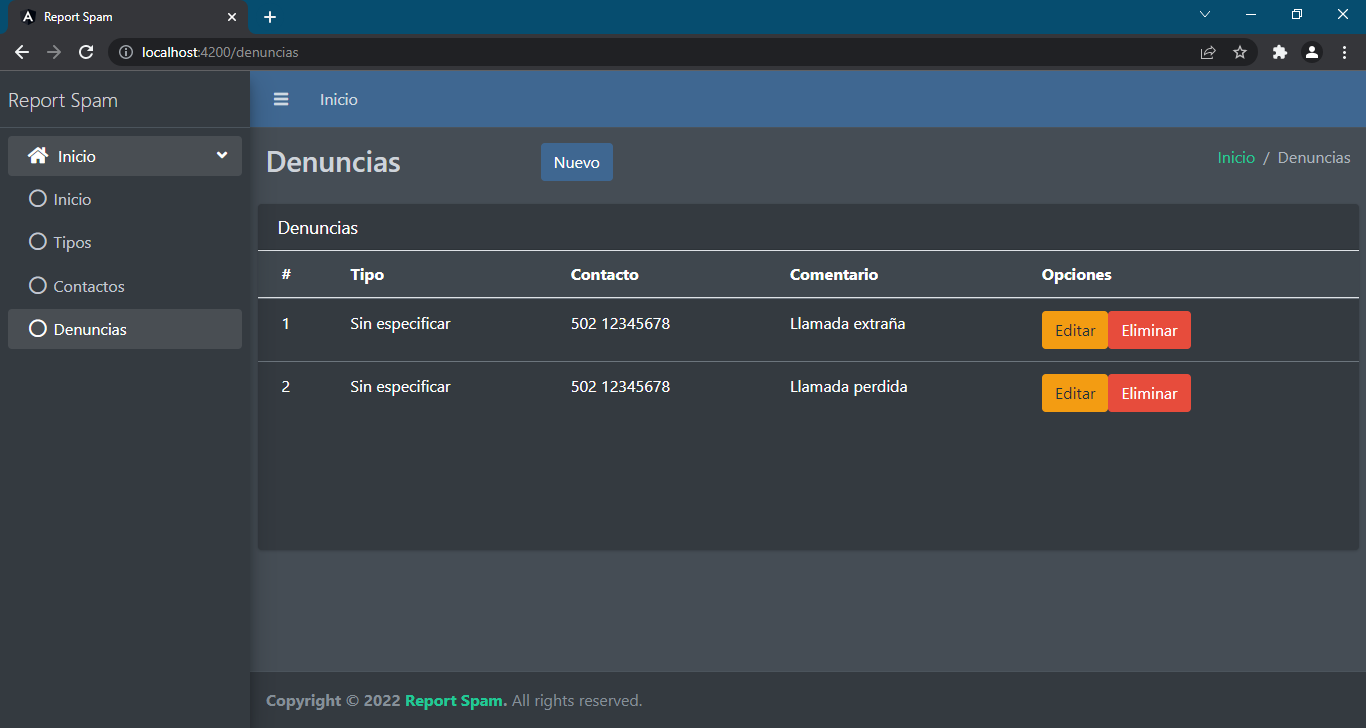 Report Spam
localhost:4200/denuncias
Report Spam
Inicio
Inicio
Inicio
Tipos
Contactos
Denuncias
Denuncias
Nuevo
Inicio / Denuncias
Denuncias
# Tipo Contacto Comentario Opciones
1 Sin especificar 502 12345678 Llamada extraña Editar Eliminar
2 Sin especificar 502 12345678 Llamada perdida Editar Eliminar
Copyright © 2022 Report Spam. All rights reserved.